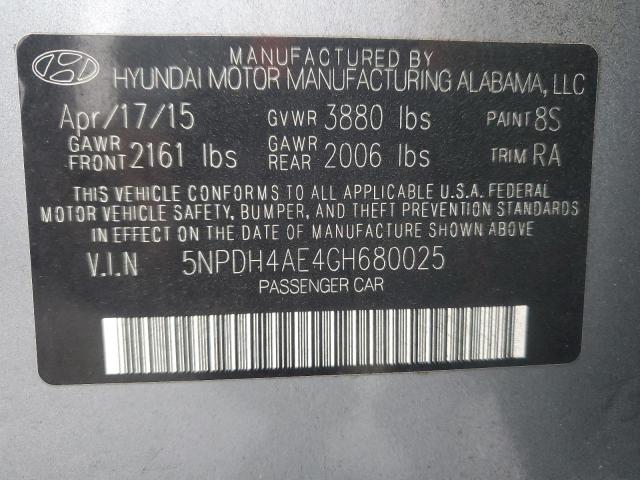 MANUFACTURED BY
HYUNDAI MOTOR MANUFACTURING ALABAMA, LLC
Apr/17/15 GVWR 3880 lbs PAINT 8S
GAWR FRONT 2161 lbs GAWR REAR 2006 lbs TRIM RA
THIS VEHICLE CONFORMS TO ALL APPLICABLE U.S.A. FEDERAL
MOTOR VEHICLE SAFETY, BUMPER, AND THEFT PREVENTION STANDARDS
IN EFFECT ON THE DATE OF MANUFACTURE SHOWN ABOVE.
V.I.N 5NPDH4AE4GH680025
PASSENGER CAR